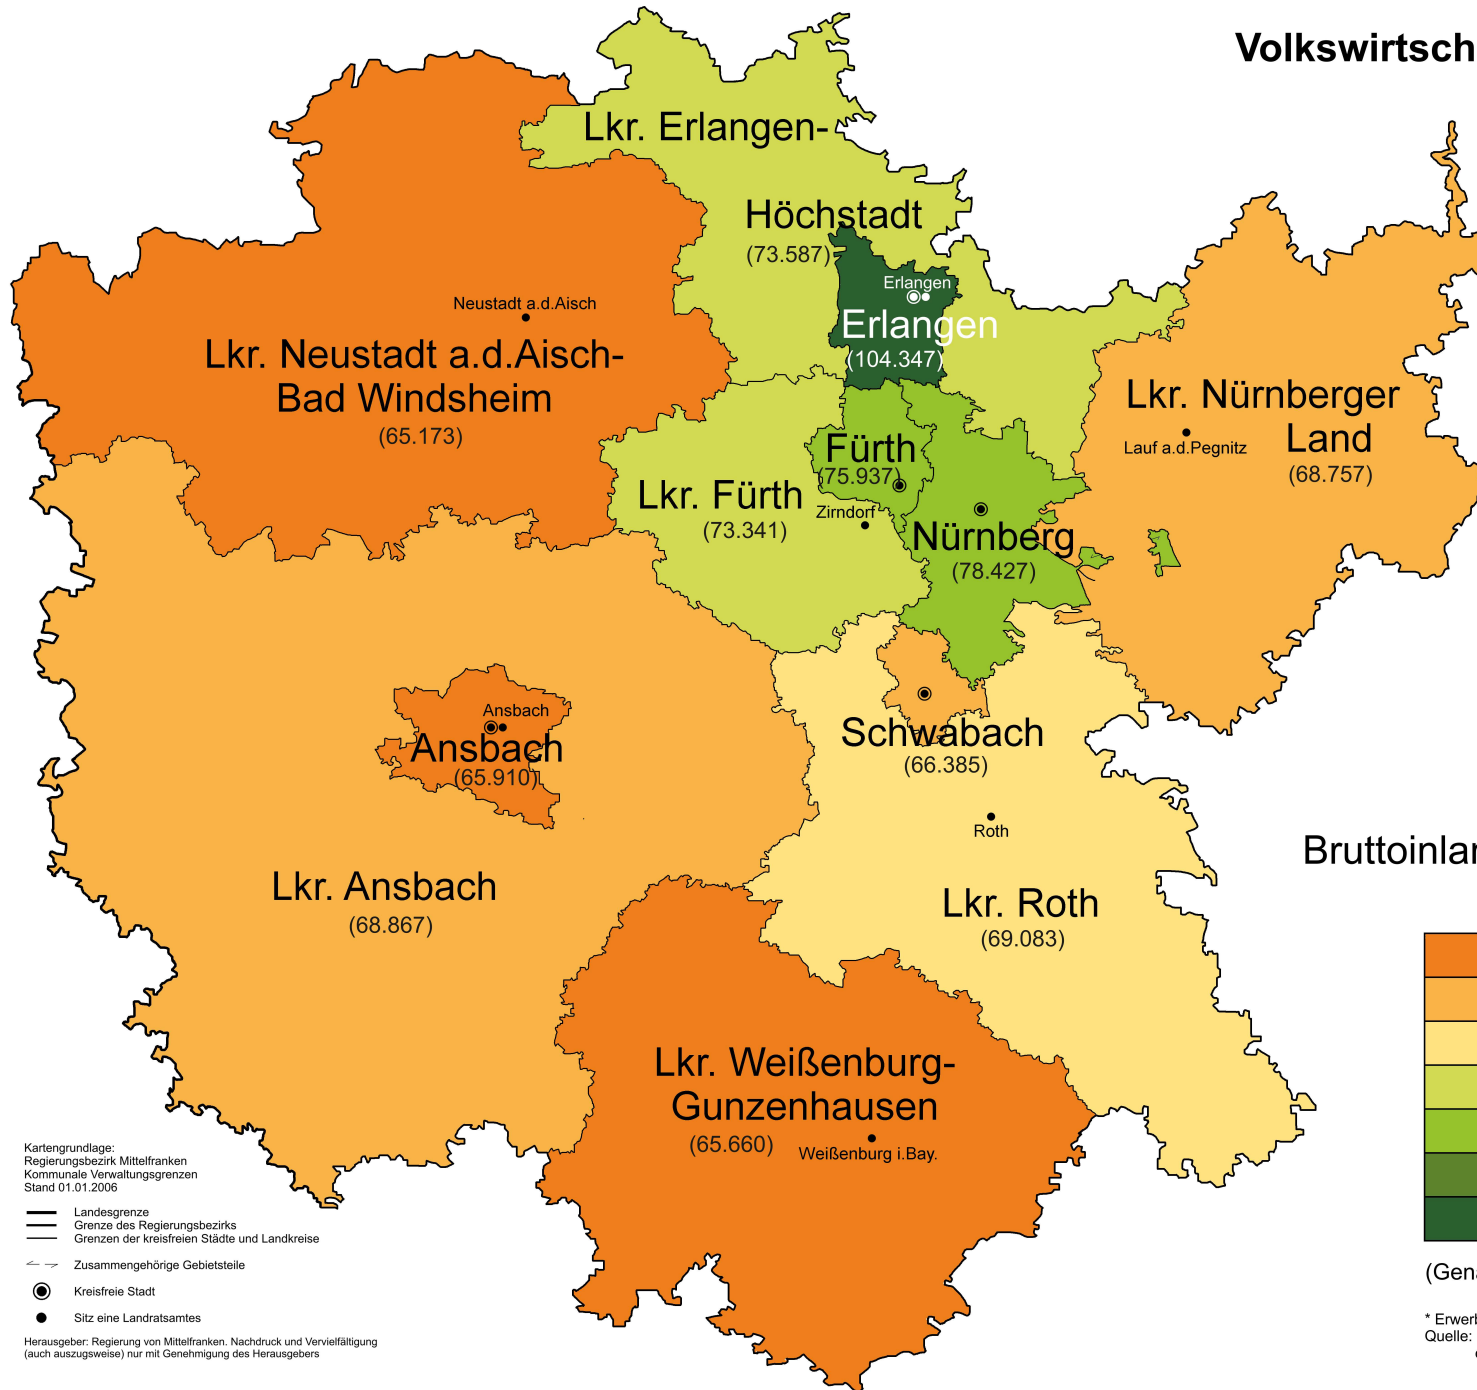 Volkswirtsch
Lkr. Erlangen-
Höchstadt
(73.587)
Erlangen
Erlangen
(104.347)
Neustadt a.d.Aisch
Lkr. Neustadt a.d.Aisch-
Bad Windsheim
(65.173)
Lkr. Nürnberger
Land
Lauf a.d.Pegnitz
(68.757)
Fürth
(75.937)
Lkr. Fürth
(73.341)
Zirndorf
Nürnberg
(78.427)
Ansbach
Ansbach
(65.910)
Schwabach
(66.385)
Roth
Bruttoinlan
Lkr. Ansbach
(68.867)
Lkr. Roth
(69.083)
Lkr. Weißenburg-
Gunzenhausen
(65.660)
Weißenburg i.Bay.
Kartengrundlage:
Regierungsbezirk Mittelfranken
Kommunale Verwaltungsgrenzen
Stand 01.01.2006
Landesgrenze
Grenze des Regierungsbezirks
Grenzen der kreisfreien Städte und Landkreise
Zusammengehörige Gebietsteile
Kreisfreie Stadt
Sitz eine Landratsamtes
Herausgeber: Regierung von Mittelfranken. Nachdruck und Vervielfältigung
(auch auszugsweise) nur mit Genehmigung des Herausgebers
(Gena
* Erwerb
Quelle: